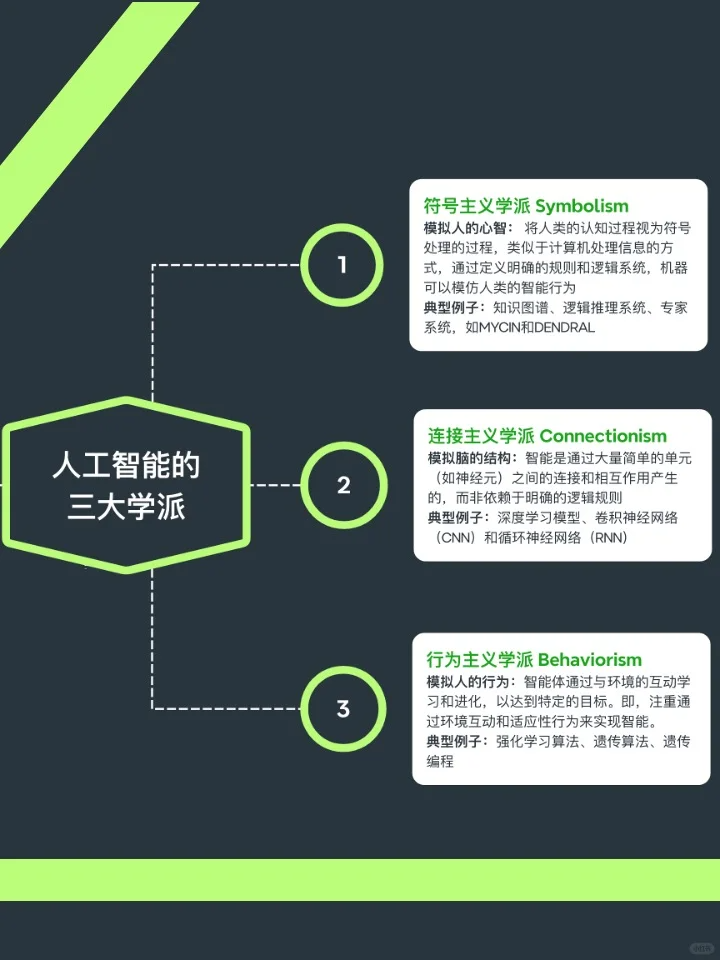 人工智能的
三大学派
1
符号主义学派 Symbolism
模拟人的心智： 将人类的认知过程视为符号
处理的过程，类似于计算机处理信息的方
式，通过定义明确的规则和逻辑系统，机器
可以模仿人类的智能行为
典型例子：知识图谱、逻辑推理系统、专家
系统，如MYCIN和DENDRAL
2
连接主义学派 Connectionism
模拟脑的结构：智能是通过大量简单的单元
（如神经元）之间的连接和相互作用产生
的，而非依赖于明确的逻辑规则
典型例子：深度学习模型、卷积神经网络
（CNN）和循环神经网络（RNN）
3
行为主义学派 Behaviorism
模拟人的行为：智能体通过与环境的互动学
习和进化，以达到特定的目标。即，注重通
过环境互动和适应性行为来实现智能。
典型例子：强化学习算法、遗传算法、遗传
编程